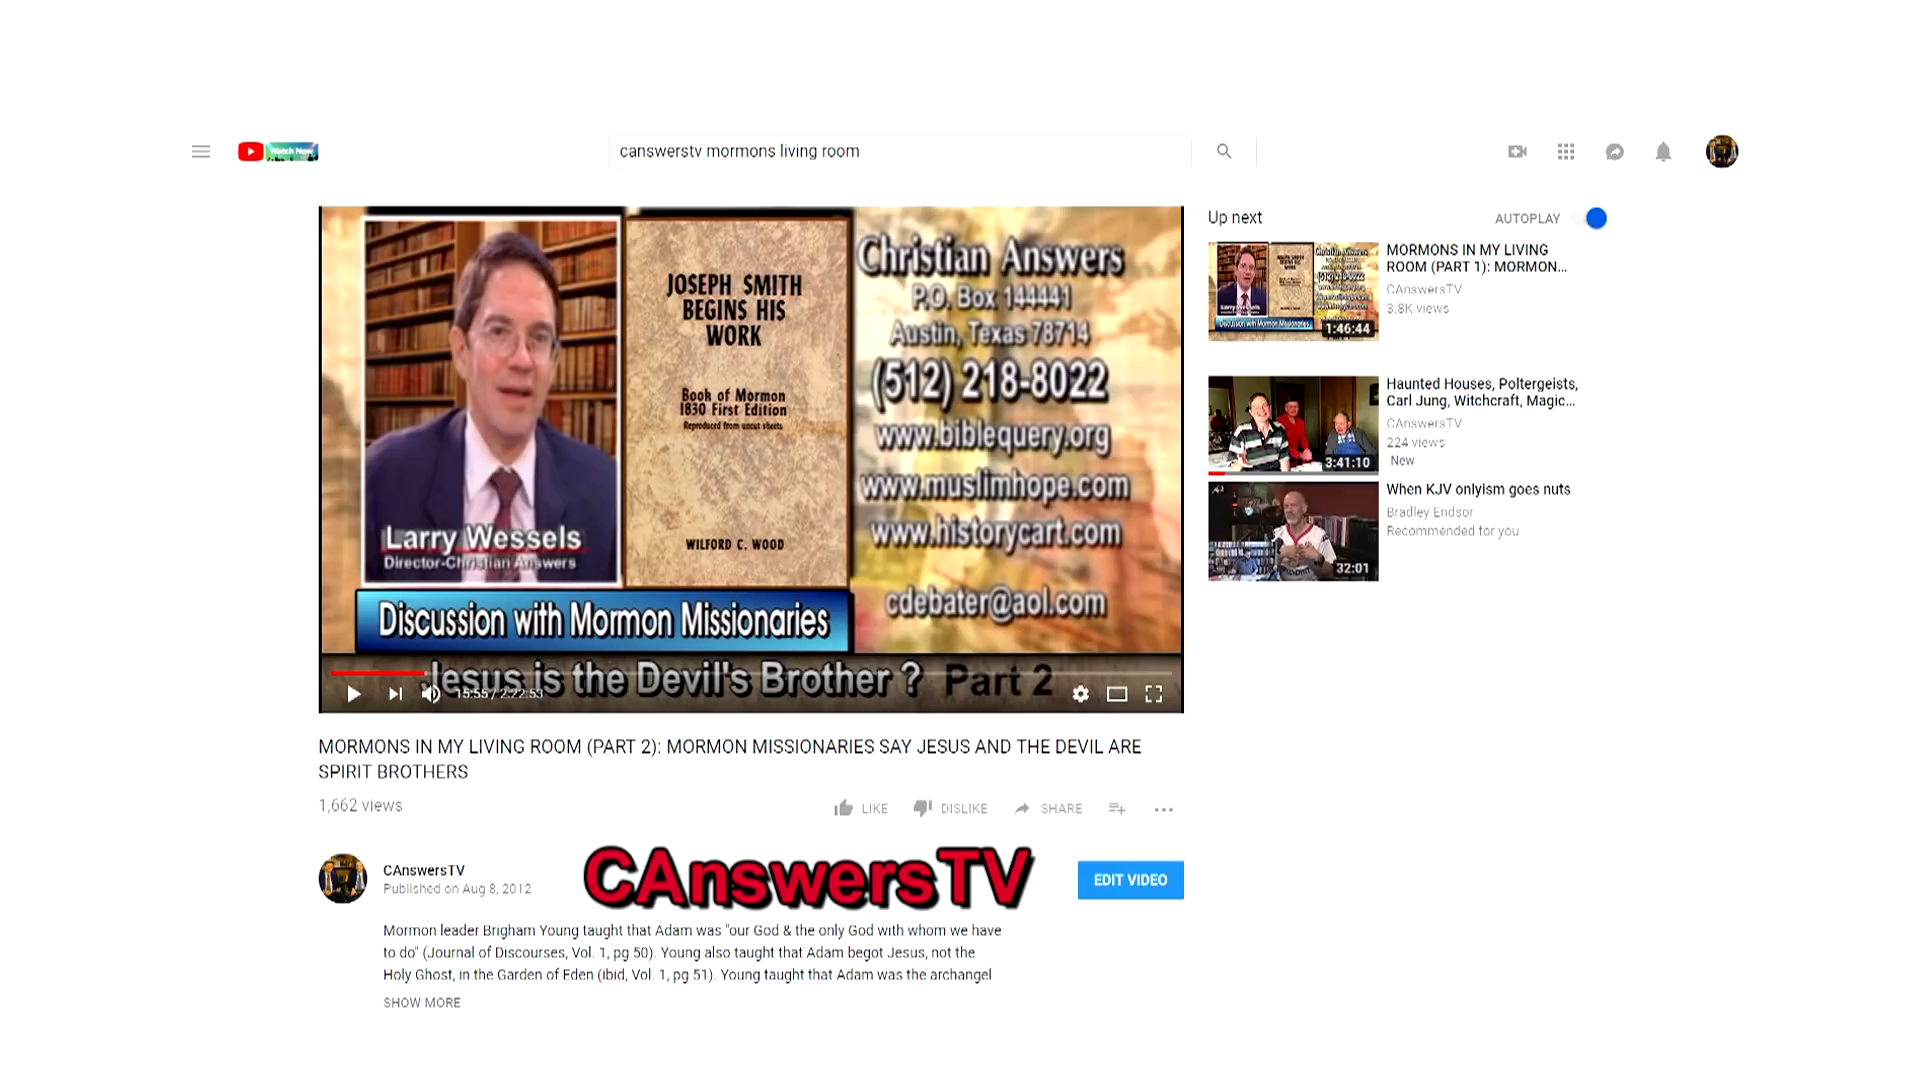 Watch Now
canswerstv mormons living room
JOSEPH SMITH
BEGINS HIS
WORK
Book of Mormon
1830 First Edition
Reproduced from uncut sheets
WILFORD C. WOOD
Larry Wessels
Director-Christian Answers
Christian Answers
P.O. Box 144441
Austin, Texas 78714
(512) 218-8022
www.biblequery.org
www.muslimhope.com
www.historycart.com
cdebater@aol.com
Discussion with Mormon Missionaries
Jesus is the Devil's Brother ? Part 2
15:55 / 2:22:53
MORMONS IN MY LIVING ROOM (PART 2): MORMON MISSIONARIES SAY JESUS AND THE DEVIL ARE
SPIRIT BROTHERS
1,662 views
LIKE DISLIKE SHARE
CAnswersTV
Published on Aug 8, 2012
CAnswersTV
EDIT VIDEO
Mormon leader Brigham Young taught that Adam was "our God & the only God with whom we have
to do" (Journal of Discourses, Vol. 1, pg 50). Young also taught that Adam begot Jesus, not the
Holy Ghost, in the Garden of Eden (ibid, Vol. 1, pg 51). Young taught that Adam was the archangel
SHOW MORE
Up next
AUTOPLAY
MORMONS IN MY LIVING
ROOM (PART 1): MORMON...
CAnswersTV
3.8K views
1:46:44
Haunted Houses, Poltergeists,
Carl Jung, Witchcraft, Magic...
CAnswersTV
224 views
New
3:41:10
When KJV onlyism goes nuts
Bradley Endsor
Recommended for you
32:01